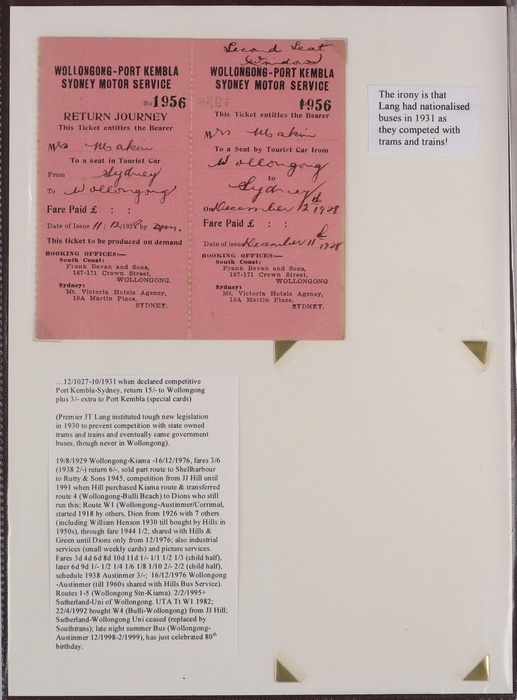 WOLLONGONG-PORT KEMBLA
SYDNEY MOTOR SERVICE
No 1956
RETURN JOURNEY
This Ticket entitles the Bearer
Mrs Makin
To a seat in Tourist Car
From Sydney
To Wollongong
Fare Paid £ : :
Date of Issue 11/12/1928 by
This ticket to be produced on demand
BOOKING OFFICES:—
South Coast:
Frank Bevan and Sons,
167-171 Crown Street,
WOLLONGONG.
Sydney:
Mt. Victoria Hotels Agency,
10A Martin Place,
SYDNEY.
Second Seat
Window
WOLLONGONG-PORT KEMBLA
SYDNEY MOTOR SERVICE
1956
This Ticket entitles the Bearer
Mrs Makin
To a Seat by Tourist Car from
Wollongong
to
Sydney
On December 12th 1928
Fare Paid £ : :
Date of issue December 11th 1928
BOOKING OFFICES:—
South Coast:
Frank Bevan and Sons,
167-171 Crown Street,
WOLLONGONG
Sydney:
Mt. Victoria Hotels Agency,
10A Martin Place,
SYDNEY.
The irony is that
Lang had nationalised
buses in 1931 as
they competed with
trams and trains!
...12/1027-10/1931 when declared competitive
Port Kembla-Sydney, return 15/- to Wollongong
plus 3/- extra to Port Kembla (special cards)
(Premier JT Lang instituted tough new legislation
in 1930 to prevent competition with state owned
trams and trains and eventually came government
buses, though never in Wollongong).
19/8/1929 Wollongong-Kiama -16/12/1976, fares 3/6
(1938 2/-) return 6/-, sold part route to Shellharbour
to Rutty & Sons 1945, competition from JJ Hill until
1991 when Hill purchased Kiama route & transferred
route 4 (Wollongong-Bulli Beach) to Dions who still
run this; Route W1 (Wollongong-Austinmer/Corrimal,
started 1918 by others, Dion from 1926 with 7 others
(including William Henson 1930 till bought by Hills in
1950s), through fare 1944 1/2, shared with Hills &
Green until Dions only from 12/1976; also industrial
services (small weekly cards) and picture services.
Fares 3d 4d 6d 8d 10d 11d 1/- 1/1 1/2 1/3 (child half),
later 6d 9d 1/- 1/2 1/4 1/6 1/8 1/10 2/- 2/2 (child half),
schedule 1938 Austinmer 3/-; 16/12/1976 Wollongong
-Austinmer (till 1960s shared with Hills Bus Service).
Routes 1-5 (Wollongong Stn-Kiama). 2/2/1995+
Sutherland-Uni of Wollongong. UTA Tt W1 1982;
22/4/1992 bought W4 (Bulli-Wollongong) from JJ Hill;
Sutherland-Wollongong Uni ceased (replaced by
Southtrans); late night summer Bus (Wollongong-
Austinmer 12/1998-2/1999), has just celebrated 80th
birthday.